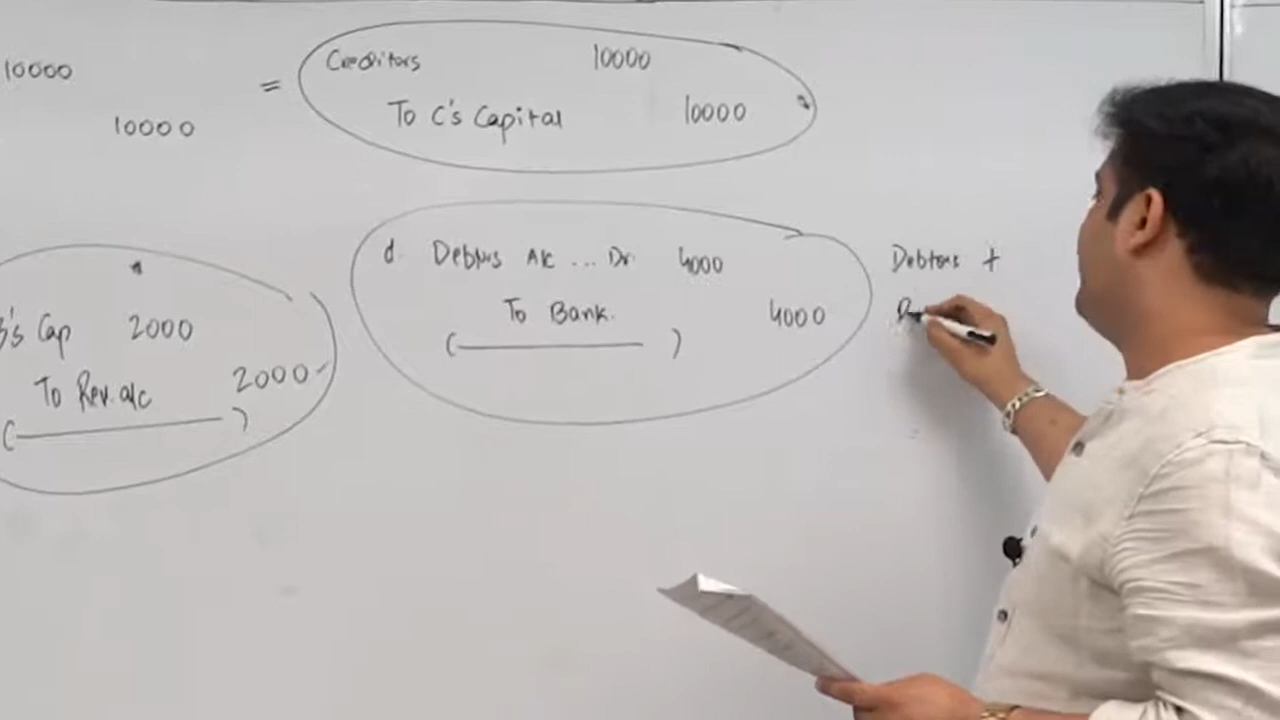 10000
10000
=
Creditors 10000
To C's Capital 10000
's Cap 2000
To Rev. a/c 2000
( )
d. Debtors A/c ... Dr 4000
To Bank. 4000
( )
Debtors +